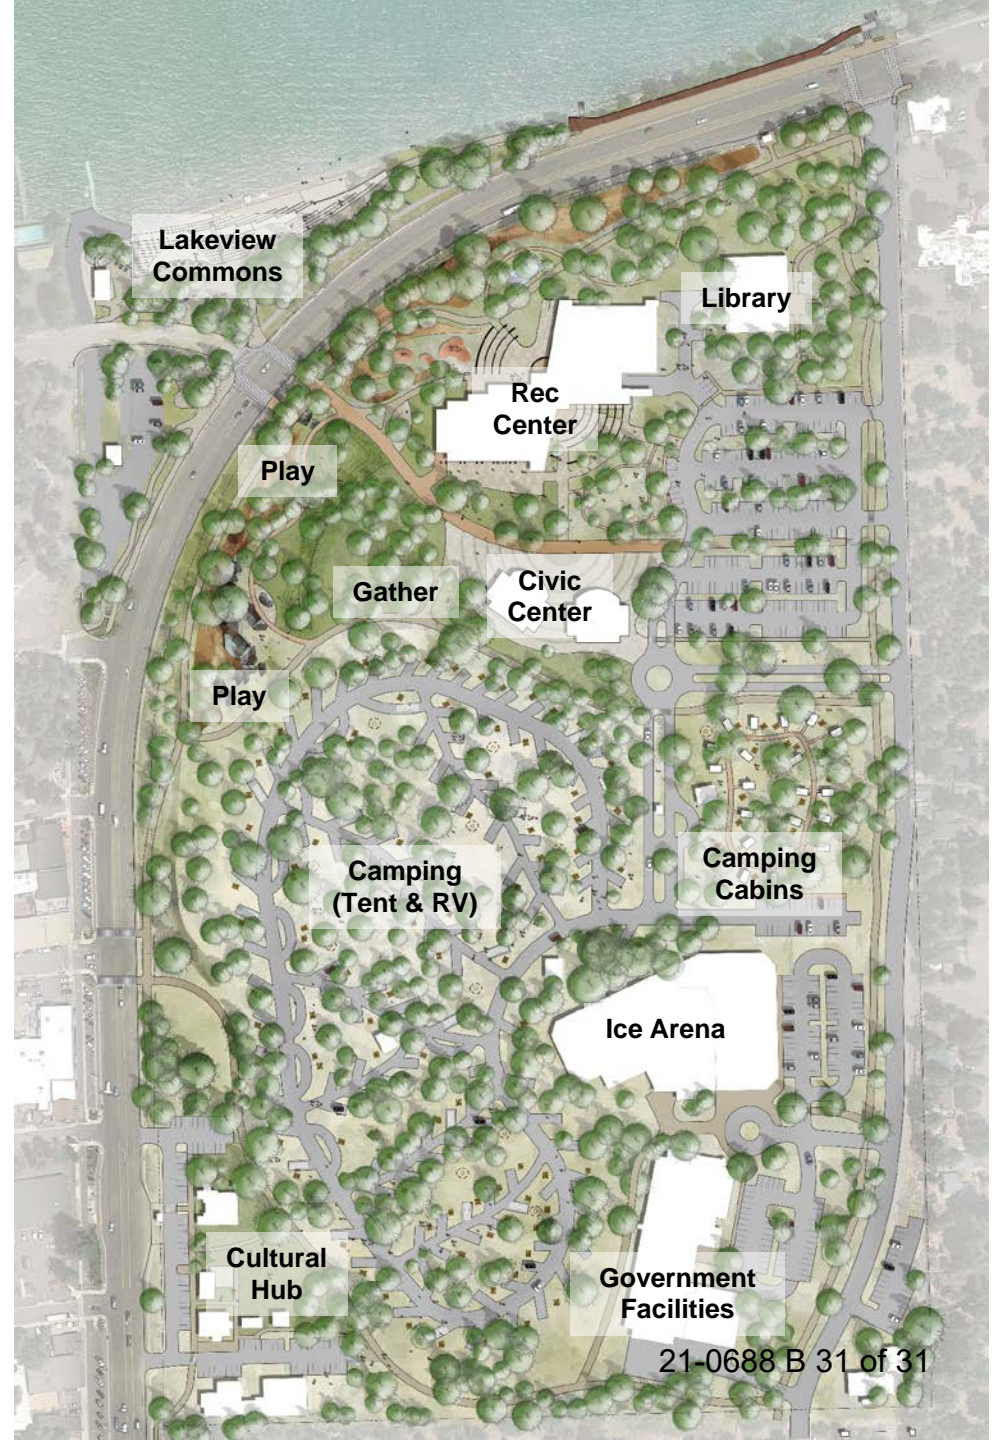 Lakeview
Commons
Library
Rec
Center
Play
Gather
Civic
Center
Play
Camping
(Tent & RV)
Camping
Cabins
Ice Arena
Cultural
Hub
Government
Facilities
21-0688 B 31 of 31